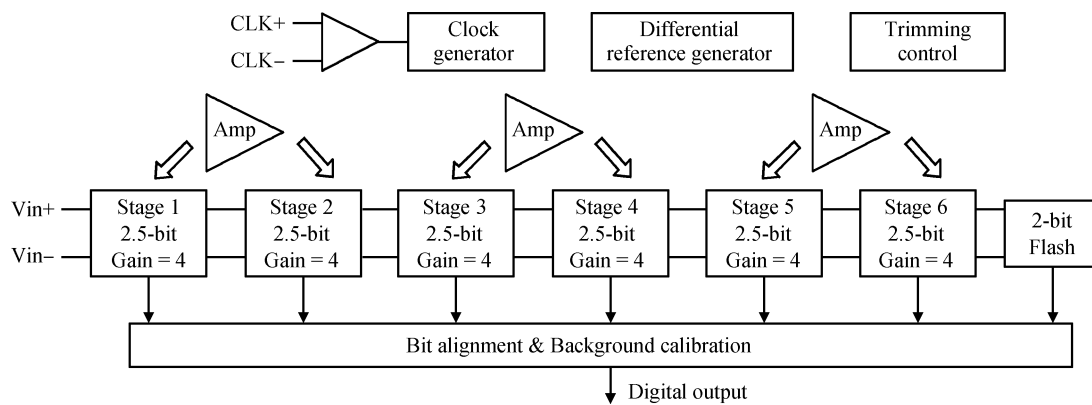 CLK+
CLK−
Clock
generator
Differential
reference generator
Trimming
control
Amp
Amp
Amp
Vin+
Vin−
Stage 1
2.5-bit
Gain = 4
Stage 2
2.5-bit
Gain = 4
Stage 3
2.5-bit
Gain = 4
Stage 4
2.5-bit
Gain = 4
Stage 5
2.5-bit
Gain = 4
Stage 6
2.5-bit
Gain = 4
2-bit
Flash
Bit alignment & Background calibration
Digital output